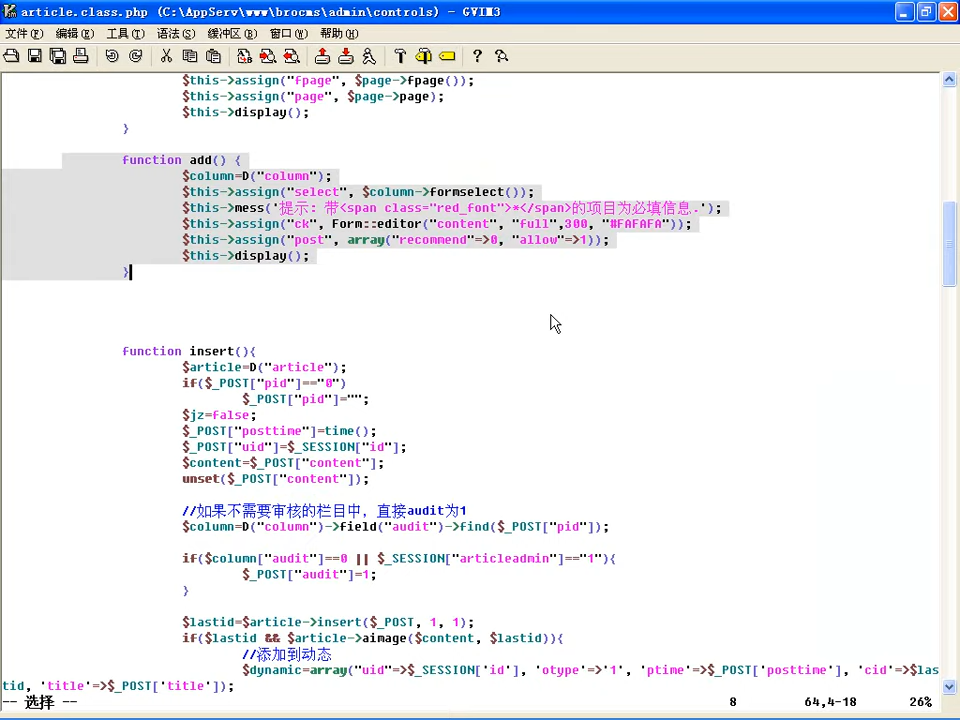 article.class.php (C:\AppServ\www\brocms\admin\controls) - GVIM3
文件(F) 编辑(E) 工具(T) 语法(S) 缓冲区(B) 窗口(W) 帮助(H)
$this->assign("fpage", $page->fpage());
$this->assign("page", $page->page);
$this->display();
}
function add() {
$column=D("column");
$this->assign("select", $column->formselect());
$this->mess('提示: 带<span class="red_font">*</span>的项目为必填信息.');
$this->assign("ck", Form::editor("content", "full",300, "#FAFAFA"));
$this->assign("post", array("recommend"=>0, "allow"=>1));
$this->display();
}
function insert(){
$article=D("article");
if($_POST["pid"]=="0")
$_POST["pid"]="";
$jz=false;
$_POST["posttime"]=time();
$_POST["uid"]=$_SESSION["id"];
$content=$_POST["content"];
unset($_POST["content"]);
//如果不需要审核的栏目中, 直接audit为1
$column=D("column")->field("audit")->find($_POST["pid"]);
if($column["audit"]==0 || $_SESSION["articleadmin"]=="1"){
$_POST["audit"]=1;
}
$lastid=$article->insert($_POST, 1, 1);
if($lastid && $article->aimage($content, $lastid)){
//添加到动态
$dynamic=array("uid"=>$_SESSION['id'], 'otype'=>'1', 'ptime'=>$_POST['posttime'], 'cid'=>$las
tid, 'title'=>$_POST['title']);
-- 选择 -- 8 64,4-18 26%